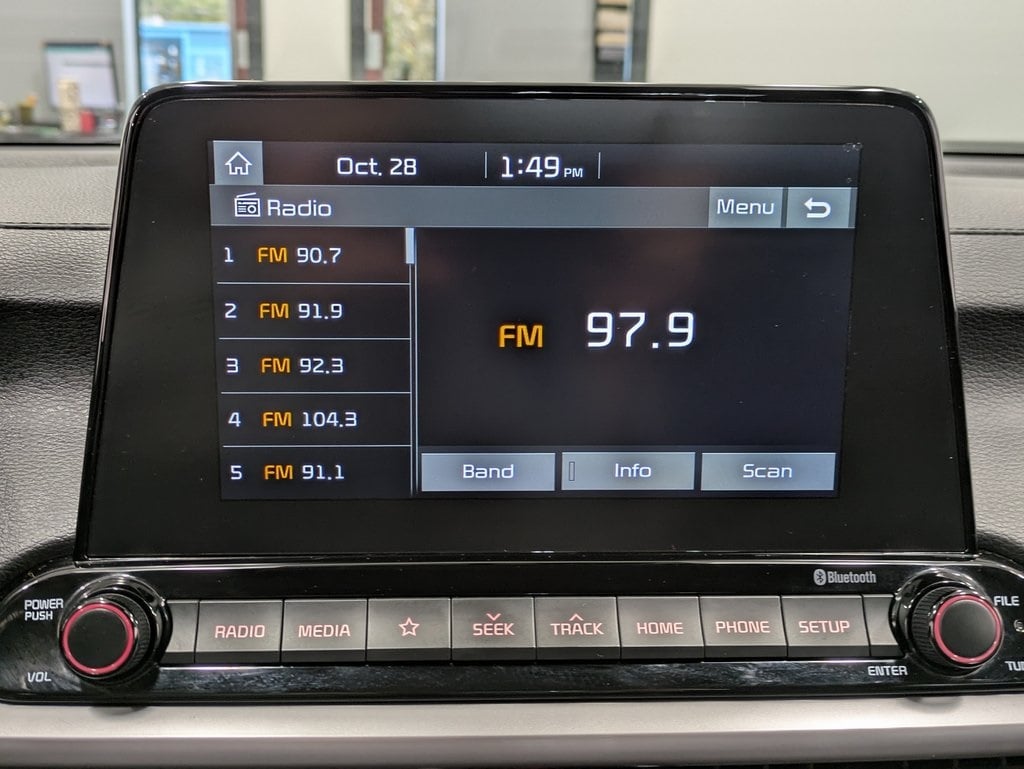 Oct. 28 1:49 PM
Radio Menu
1 FM 90.7
2 FM 91.9
3 FM 92.3
4 FM 104.3
5 FM 91.1
FM 97.9
Band Info Scan
Bluetooth
POWER
PUSH
VOL
RADIO MEDIA SEEK TRACK HOME PHONE SETUP
FILE
ENTER